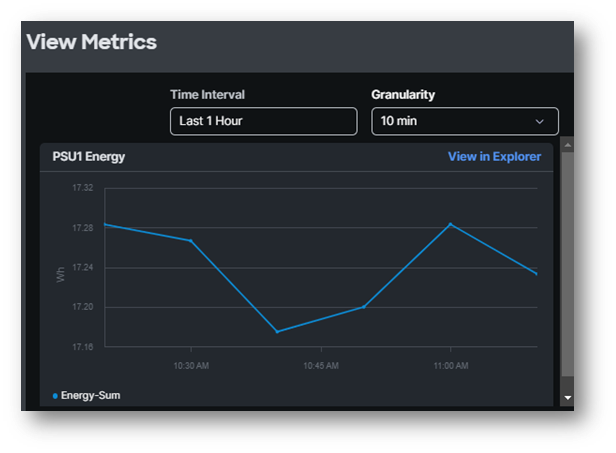 View Metrics
Time Interval
Granularity
Last 1 Hour
10 min
PSU1 Energy
View in Explorer
17.32
17.28
17.24
17.20
17.16
Wh
10:30 AM
10:45 AM
11:00 AM
Energy-Sum